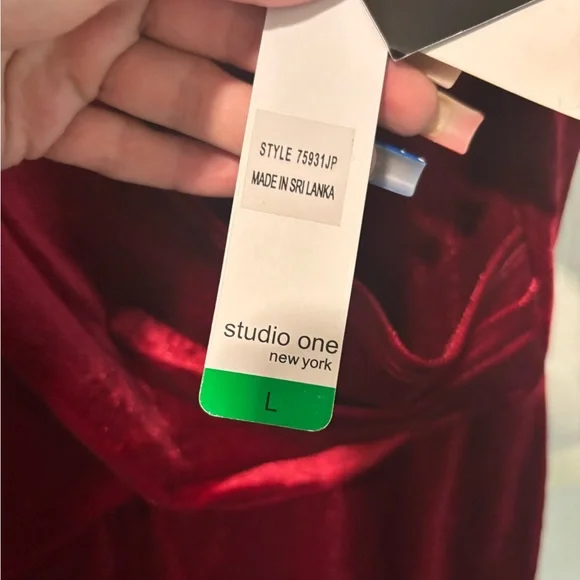 STYLE 75931JP
MADE IN SRI LANKA
studio one
new york
L